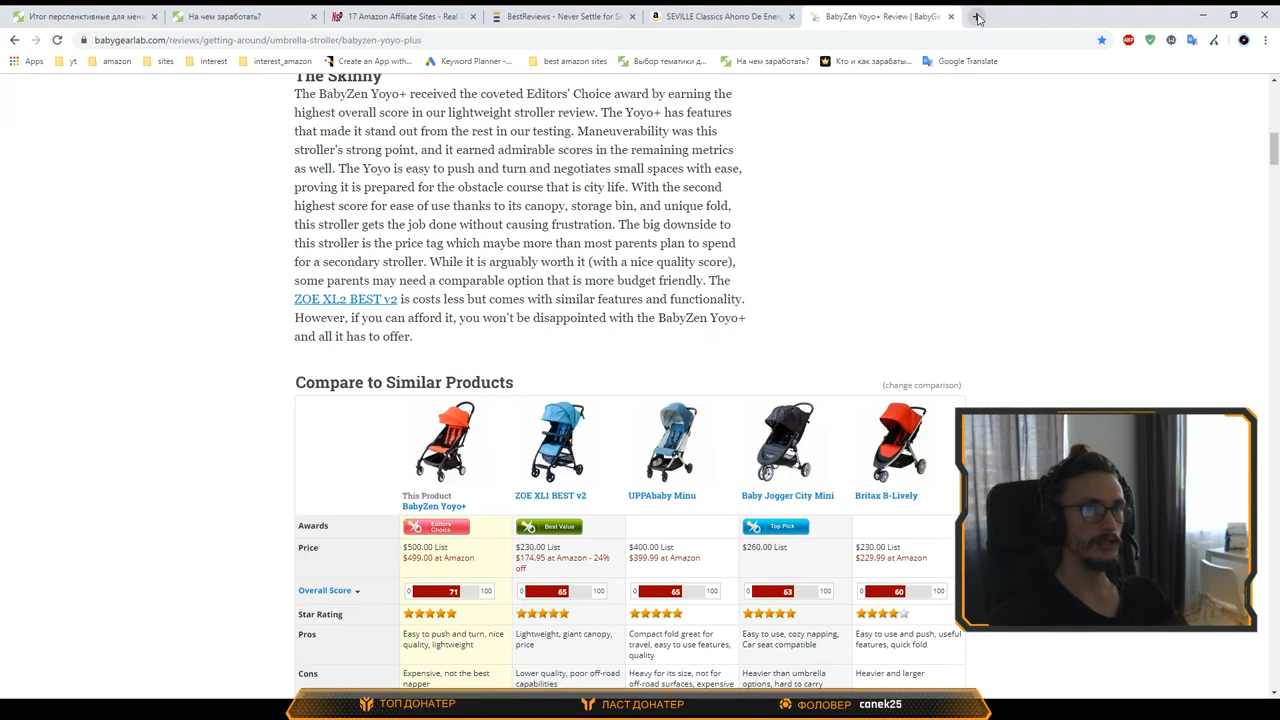 Итог перспективные для мене
На чем заработать?
17 Amazon Affiliate Sites - Real W
BestReviews - Never Settle for Se
SEVILLE Classics Ahorro De Energ
BabyZen Yoyo+ Review | BabyGe
babygearlab.com/reviews/getting-around/umbrella-stroller/babyzen-yoyo-plus
Apps
yt
amazon
sites
interest
interest_amazon
Create an App with...
Keyword Planner -...
best amazon sites
Выбор тематики д...
На чем заработать?
Кто и как зарабаты...
Google Translate
The Skinny
The BabyZen Yoyo+ received the coveted Editors' Choice award by earning the
highest overall score in our lightweight stroller review. The Yoyo+ has features
that made it stand out from the rest in our testing. Maneuverability was this
stroller's strong point, and it earned admirable scores in the remaining metrics
as well. The Yoyo is easy to push and turn and negotiates small spaces with ease,
proving it is prepared for the obstacle course that is city life. With the second
highest score for ease of use thanks to its canopy, storage bin, and unique fold,
this stroller gets the job done without causing frustration. The big downside to
this stroller is the price tag which maybe more than most parents plan to spend
for a secondary stroller. While it is arguably worth it (with a nice quality score),
some parents may need a comparable option that is more budget friendly. The
ZOE XL2 BEST v2 is costs less but comes with similar features and functionality.
However, if you can afford it, you won't be disappointed with the BabyZen Yoyo+
and all it has to offer.
Compare to Similar Products
(change comparison)
This Product
BabyZen Yoyo+
ZOE XL1 BEST v2
UPPAbaby Minu
Baby Jogger City Mini
Britax B-Lively
Awards
Editors' Choice
Best Value
Top Pick
Price
$500.00 List
$499.00 at Amazon
$230.00 List
$174.95 at Amazon - 24%
off
$400.00 List
$399.99 at Amazon
$260.00 List
$230.00 List
$229.99 at Amazon
Overall Score
0 71 100
0 65 100
0 65 100
0 63 100
0 60 100
Star Rating
Pros
Easy to push and turn, nice
quality, lightweight
Lightweight, giant canopy,
price
Compact fold great for
travel, easy to use features,
quality
Easy to use, cozy napping,
Car seat compatible
Easy to use and push, useful
features, quick fold
Cons
Expensive, not the best
napper
Lower quality, poor off-road
capabilities
Heavy for its size, not for
off-road surfaces, expensive
Heavier than umbrella
options, hard to carry
Heavier and larger
ТОП ДОНАТЕР
ЛАСТ ДОНАТЕР
ФОЛОВЕР canek25